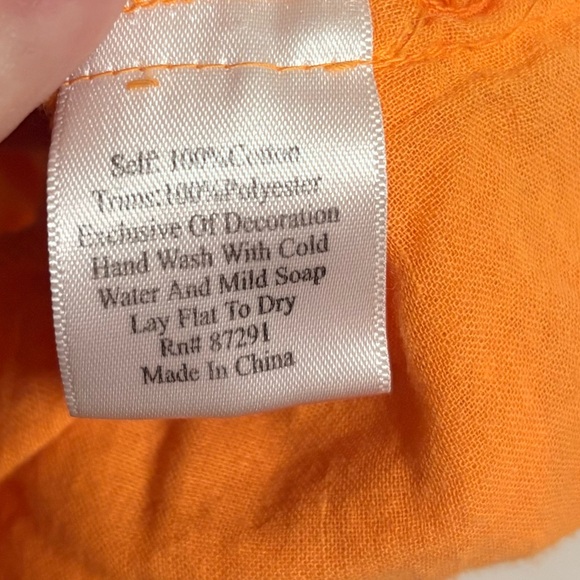 Self: 100%Cotton
Trims:100%Polyester
Exclusive Of Decoration
Hand Wash With Cold
Water And Mild Soap
Lay Flat To Dry
Rn# 87291
Made In China